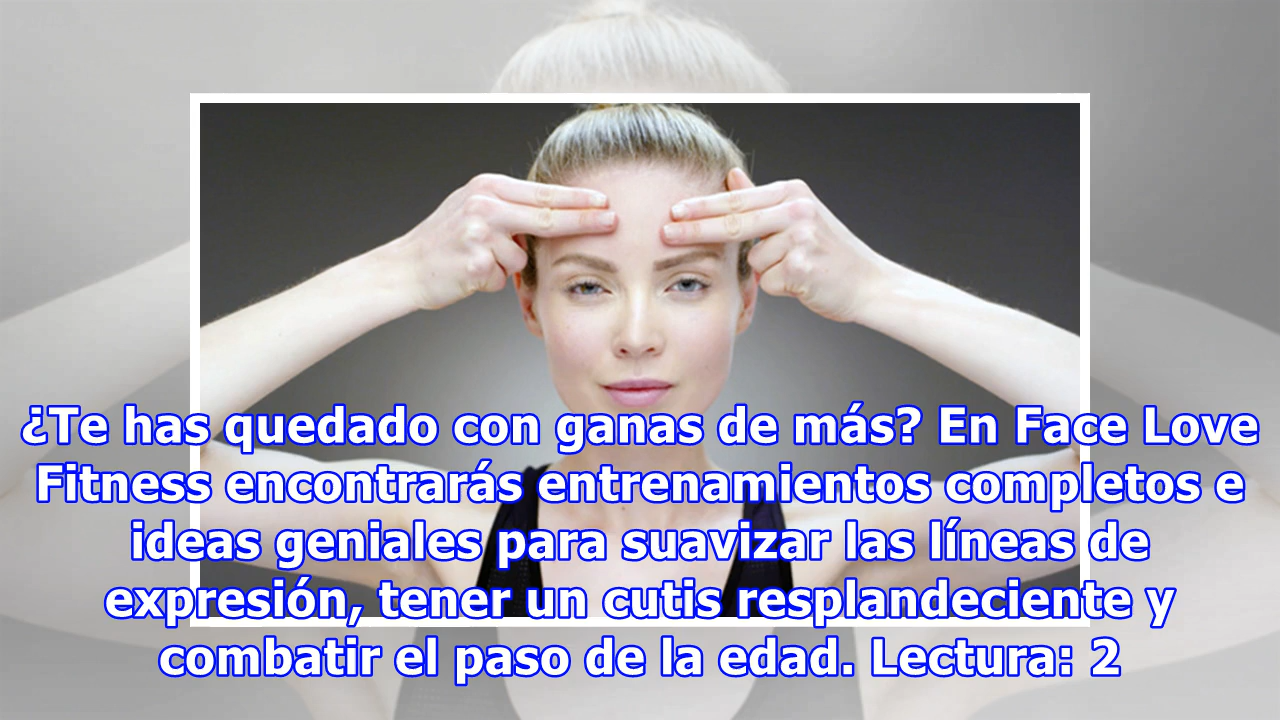 ¿Te has quedado con ganas de más? En Face Love
Fitness encontrarás entrenamientos completos e
ideas geniales para suavizar las líneas de
expresión, tener un cutis resplandeciente y
combatir el paso de la edad. Lectura: 2